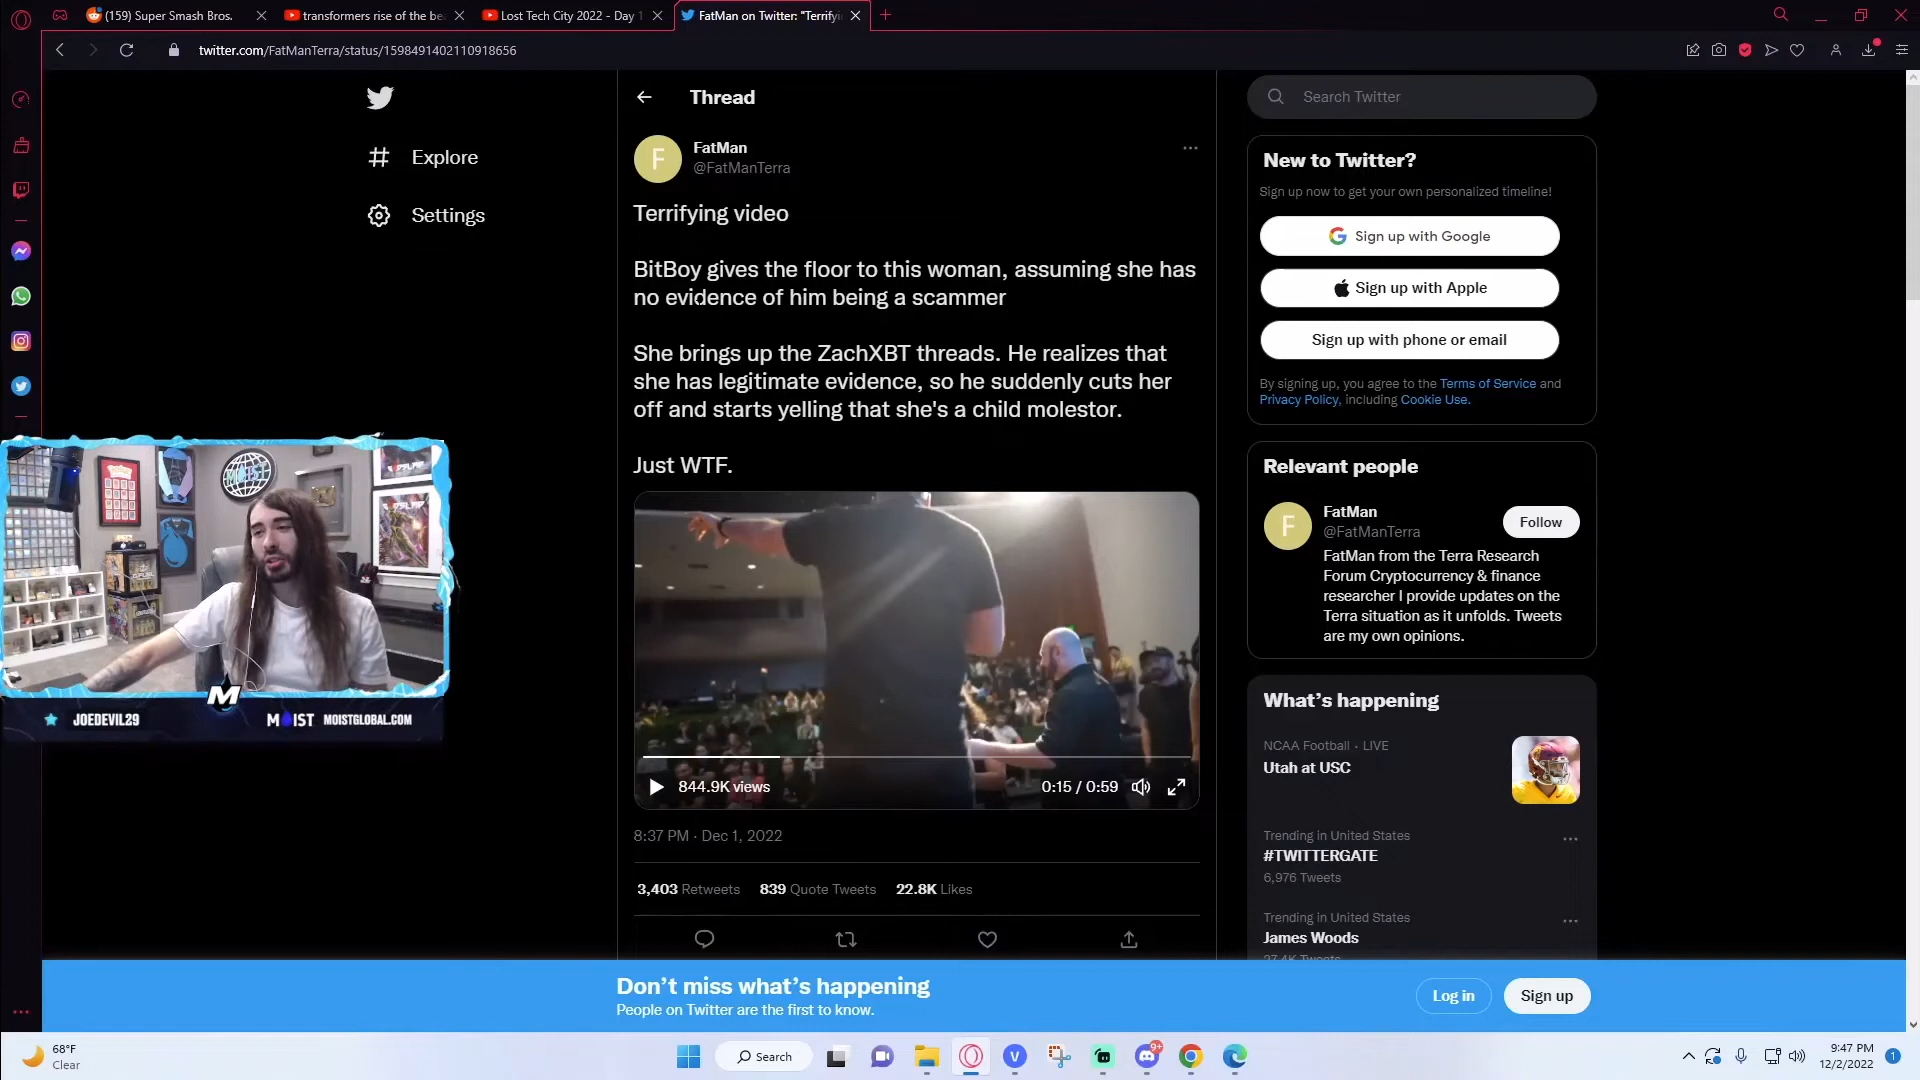 (159) Super Smash Bros.
transformers rise of the bea
Lost Tech City 2022 - Day 1
FatMan on Twitter: "Terrifyi
twitter.com/FatManTerra/status/1598491402110918656
Explore
Settings
Thread
F
FatMan
@FatManTerra
Terrifying video
BitBoy gives the floor to this woman, assuming she has
no evidence of him being a scammer
She brings up the ZachXBT threads. He realizes that
she has legitimate evidence, so he suddenly cuts her
off and starts yelling that she's a child molestor.
Just WTF.
844.9K views
0:15 / 0:59
8:37 PM · Dec 1, 2022
3,403 Retweets 839 Quote Tweets 22.8K Likes
Search Twitter
New to Twitter?
Sign up now to get your own personalized timeline!
Sign up with Google
Sign up with Apple
Sign up with phone or email
By signing up, you agree to the Terms of Service and
Privacy Policy, including Cookie Use.
Relevant people
F
FatMan
@FatManTerra
Follow
FatMan from the Terra Research
Forum Cryptocurrency & finance
researcher I provide updates on the
Terra situation as it unfolds. Tweets
are my own opinions.
What's happening
NCAA Football · LIVE
Utah at USC
Trending in United States
#TWITTERGATE
6,976 Tweets
Trending in United States
James Woods
27.4K Tweets
MOIST
M
JOEDEVIL29
MOIST MOISTGLOBAL.COM
Don't miss what's happening
People on Twitter are the first to know.
Log in
Sign up
68°F
Clear
Search
V
9+
9:47 PM
12/2/2022
1